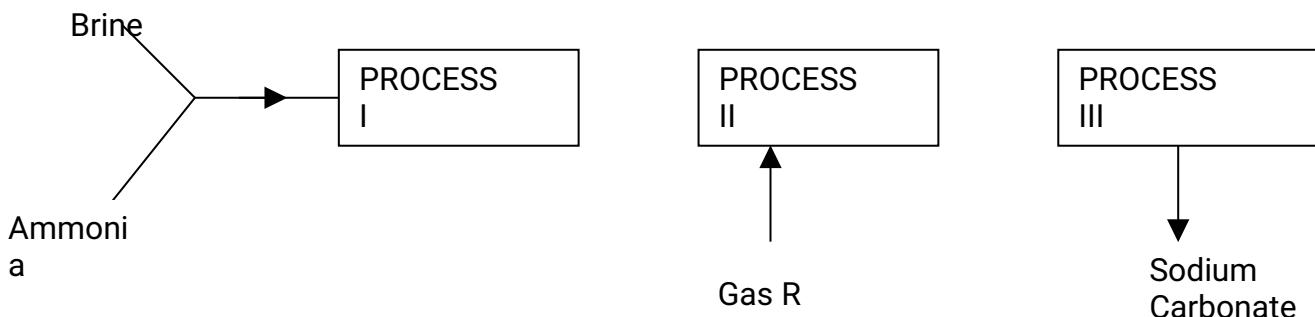 Brine
PROCESS
I
PROCESS
II
PROCESS
III
Ammoni
a
Gas R
Sodium
Carbonate